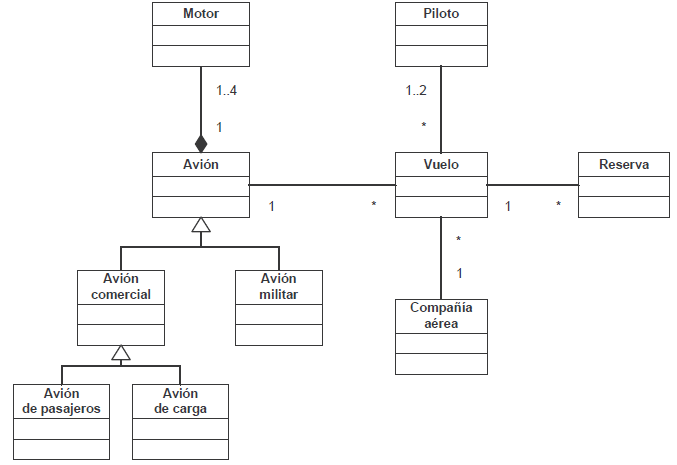 Motor
Piloto
1..4
1..2
1
*
Avión
Vuelo
Reserva
1
*
1
*
*
1
Avión
comercial
Avión
militar
Compañía
aérea
Avión
de pasajeros
Avión
de carga